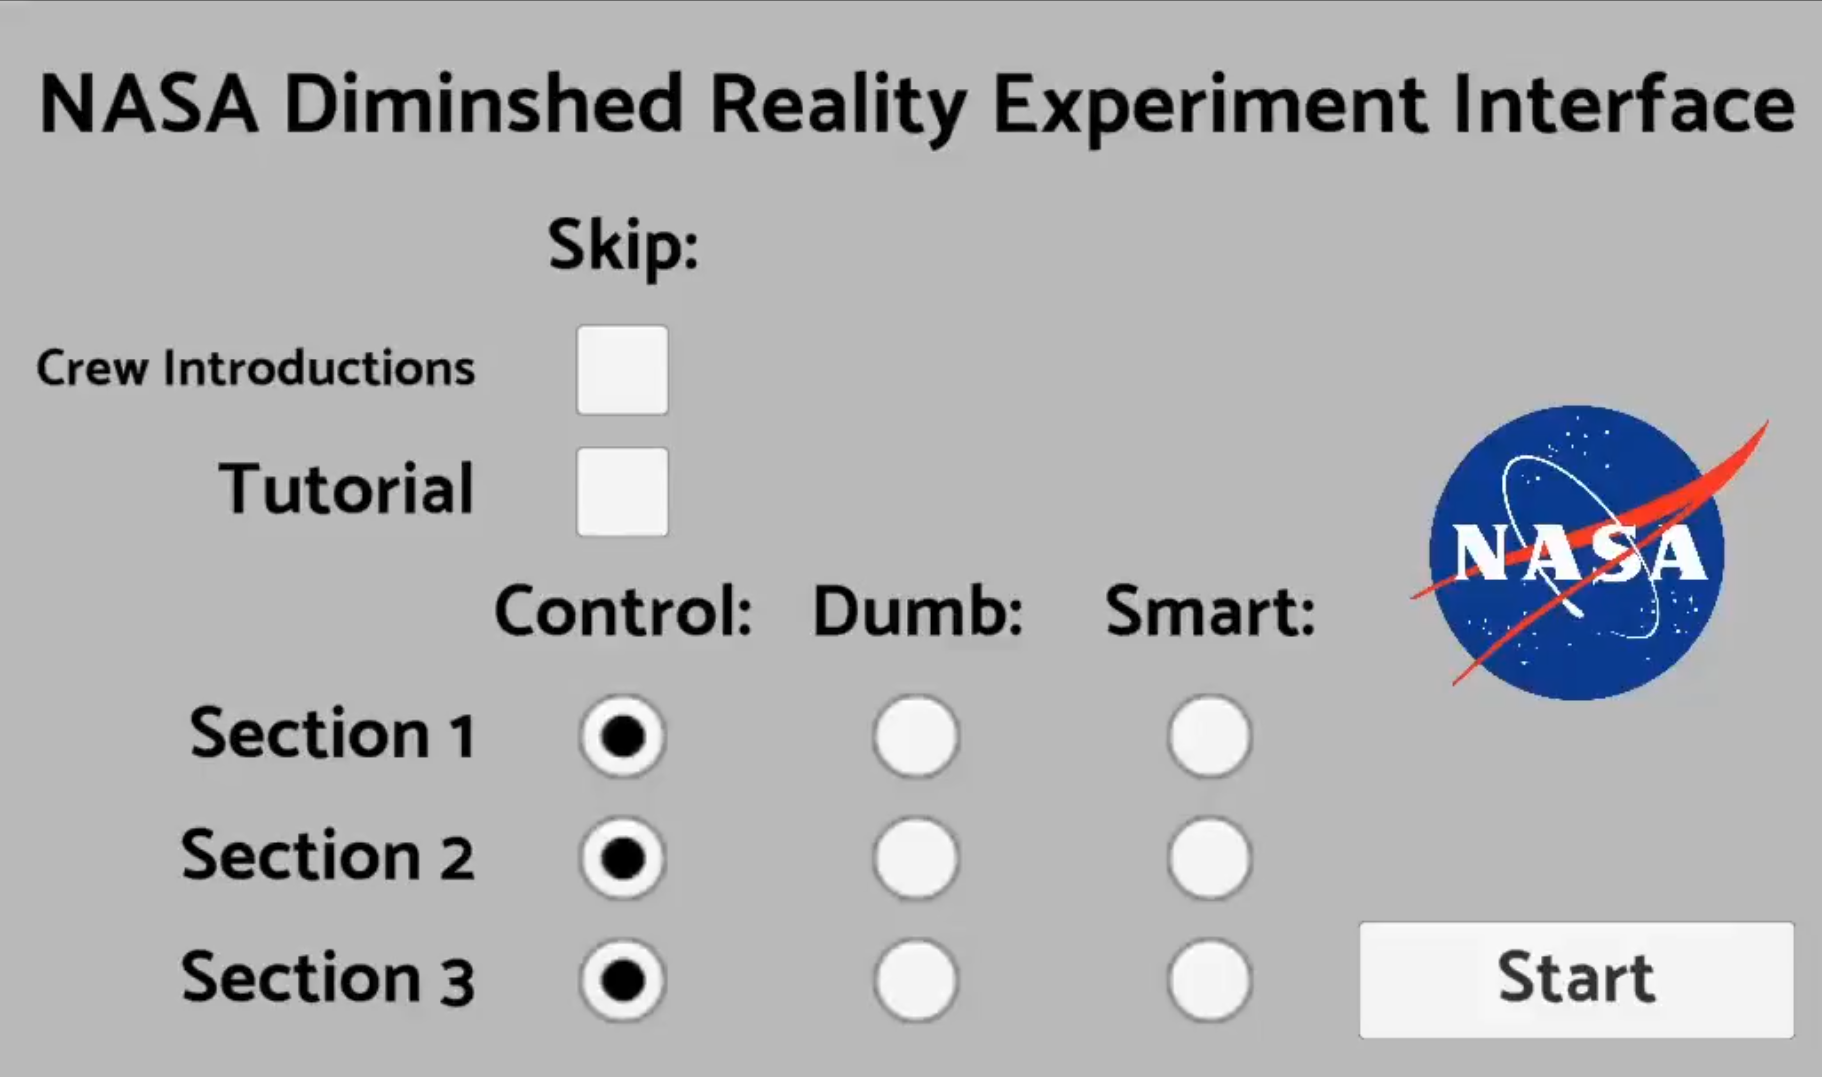 NASA Diminshed Reality Experiment Interface
Skip:
Crew Introductions
Tutorial
NASA
Control: Dumb: Smart:
Section 1
Section 2
Section 3
Start